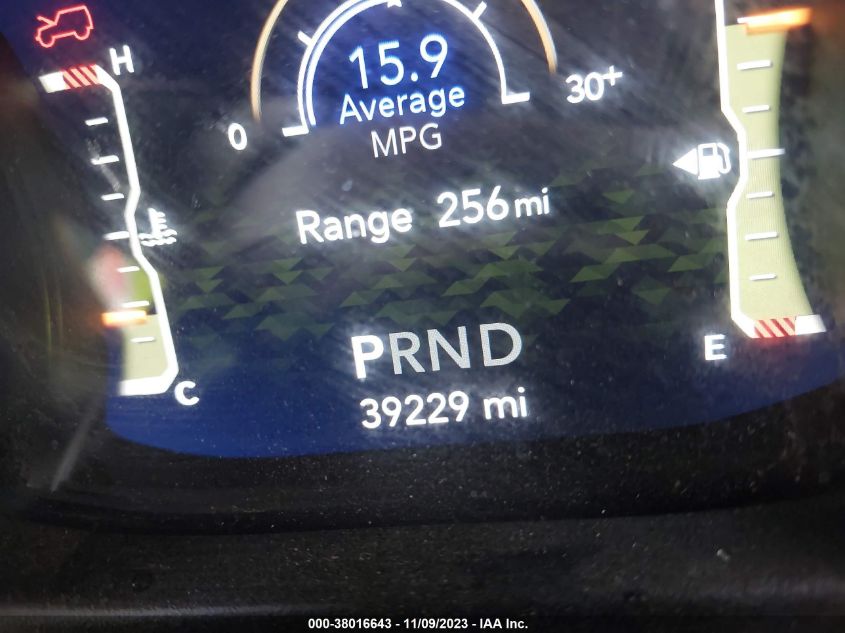 H
15.9
Average
MPG
0
30+
Range 256 mi
PRND
39229 mi
C
E
000-38016643 - 11/09/2023 - IAA Inc.